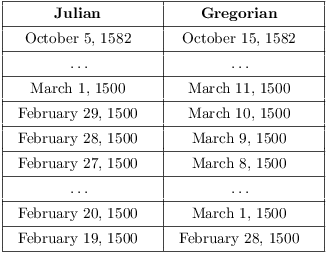 Julian Gregorian
October 5, 1582 October 15, 1582
... ...
March 1, 1500 March 11, 1500
February 29, 1500 March 10, 1500
February 28, 1500 March 9, 1500
February 27, 1500 March 8, 1500
... ...
February 20, 1500 March 1, 1500
February 19, 1500 February 28, 1500